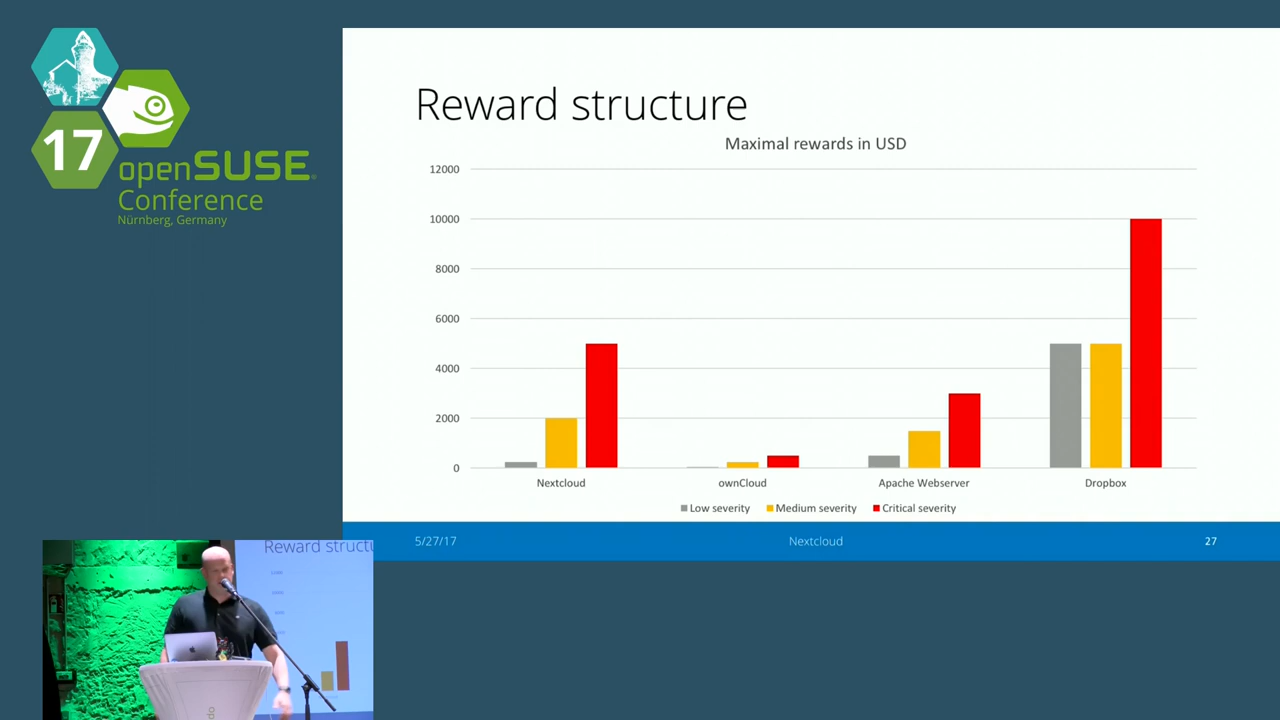 17
openSUSE
Conference
Nürnberg, Germany
Reward structure
Maximal rewards in USD
12000
10000
8000
6000
4000
2000
0
Nextcloud
ownCloud
Apache Webserver
Dropbox
Low severity
Medium severity
Critical severity
5/27/17
Nextcloud
27
Reward structu